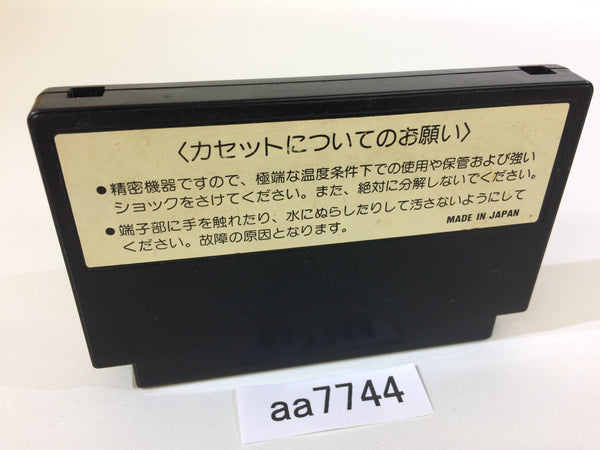 〈カセットについてのお願い〉
●精密機器ですので、極端な温度条件下での使用や保管および強い
ショックをさけてください。また、絶対に分解しないでください。
●端子部に手を触れたり、水にぬらしたりして汚さないようにして
ください。故障の原因となります。
MADE IN JAPAN
aa7744